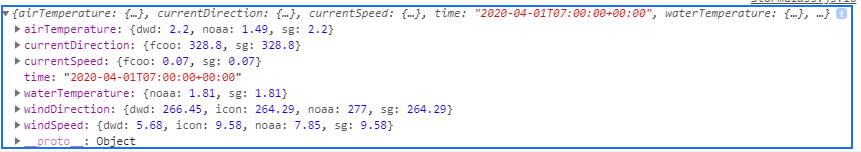 {airTemperature: {…}, currentDirection: {…}, currentSpeed: {…}, time: "2020-04-01T07:00:00+00:00", waterTemperature: {…}, …}
airTemperature: {dwd: 2.2, noaa: 1.49, sg: 2.2}
currentDirection: {fcoo: 328.8, sg: 328.8}
currentSpeed: {fcoo: 0.07, sg: 0.07}
time: "2020-04-01T07:00:00+00:00"
waterTemperature: {noaa: 1.81, sg: 1.81}
windDirection: {dwd: 266.45, icon: 264.29, noaa: 277, sg: 264.29}
windSpeed: {dwd: 5.68, icon: 9.58, noaa: 7.85, sg: 9.58}
__proto__: Object